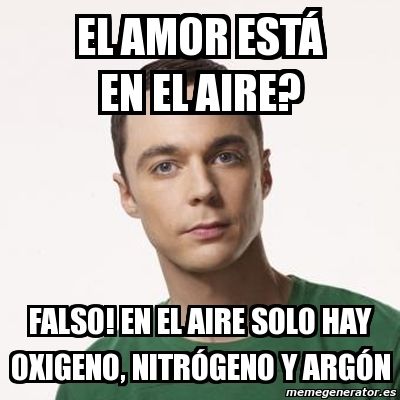 EL AMOR ESTÁ
EN EL AIRE?
FALSO! EN EL AIRE SOLO HAY
OXIGENO, NITRÓGENO Y ARGÓN
memegenerator.es